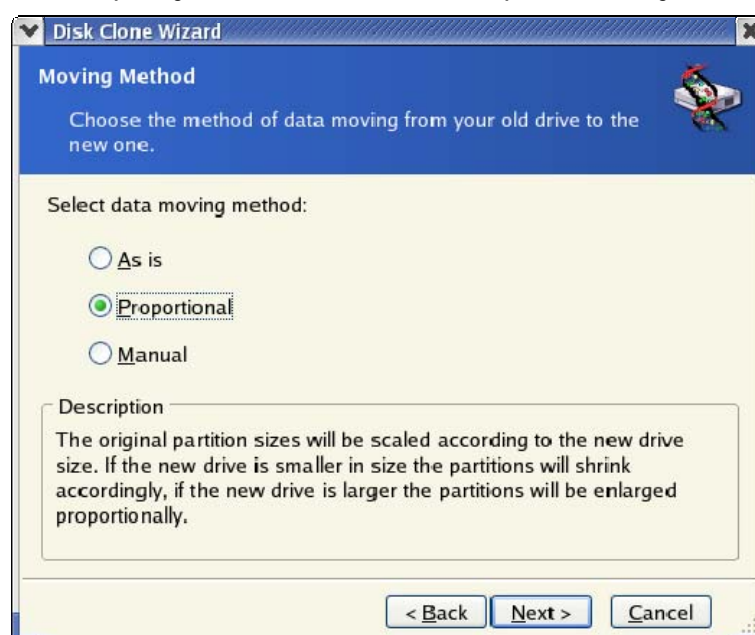 Disk Clone Wizard
Moving Method
Choose the method of data moving from your old drive to the
new one.
Select data moving method:
As is
Proportional
Manual
Description
The original partition sizes will be scaled according to the new drive
size. If the new drive is smaller in size the partitions will shrink
accordingly, if the new drive is larger the partitions will be enlarged
proportionally.
< Back Next > Cancel